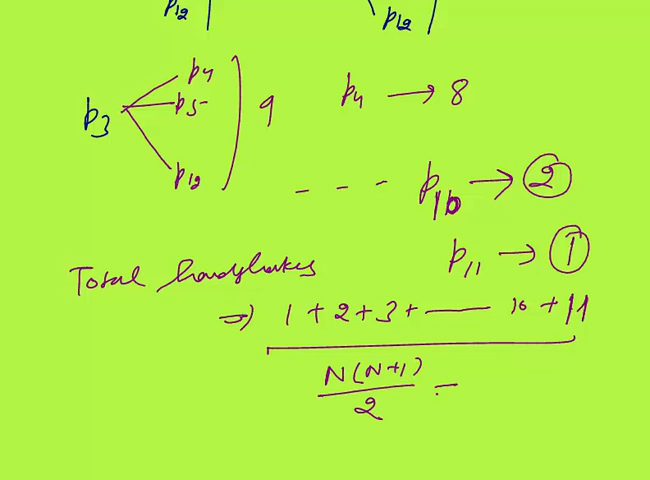 p12 | p12 |
p3 p4 p5 p12 ) 9 p4 → 8
- - - p10 → 2
p11 → 1
Total handshakes
⇒ 1 + 2 + 3 + —— 10 + 11
N(N+1)/2 =